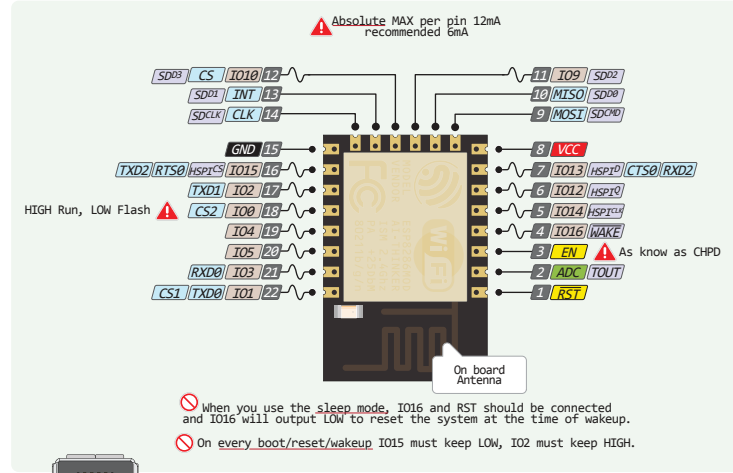 Absolute MAX per pin 12mA
recommended 6mA
SDD3 CS IO10 12
11 IO9 SDD2
SDD1 INT 13
10 MISO SDD0
SDCLK CLK 14
9 MOSI SDCMD
GND 15
8 VCC
TXD2 RTS0 HSPICS IO15 16
7 IO13 HSPID CTS0 RXD2
TXD1 IO2 17
6 IO12 HSPIQ
HIGH Run, LOW Flash CS2 IO0 18
5 IO14 HSPICLK
IO4 19
4 IO16 WAKE
IO5 20
3 EN As know as CHPD
RXD0 IO3 21
2 ADC TOUT
CS1 TXD0 IO1 22
1 RST
FC
Wi Fi
On board
Antenna
When you use the sleep mode, IO16 and RST should be connected
and IO16 will output LOW to reset the system at the time of wakeup.
On every boot/reset/wakeup IO15 must keep LOW, IO2 must keep HIGH.